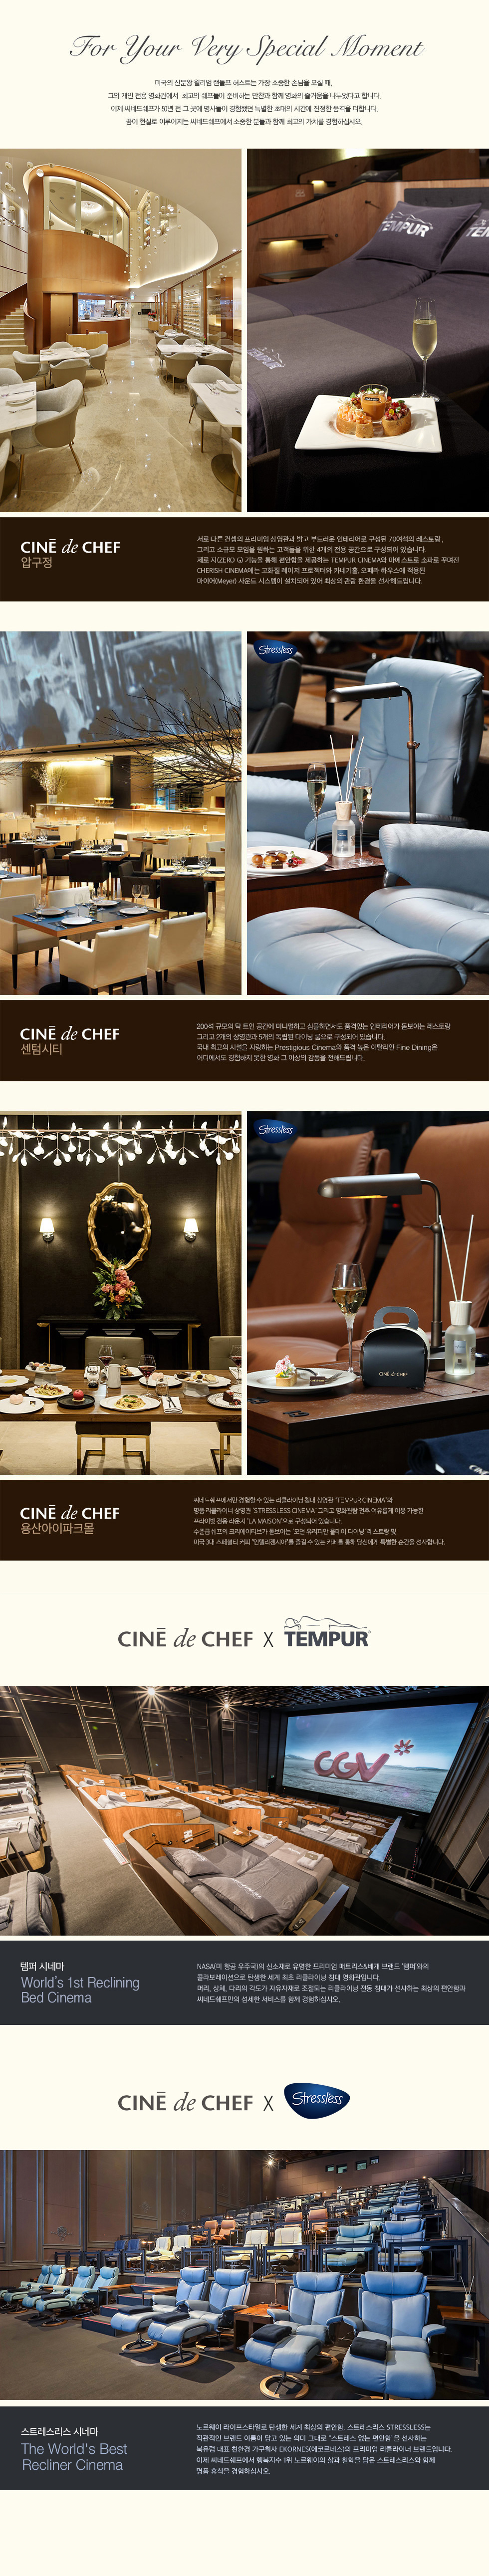 For Your Very Special Moment
미국의 신문왕 윌리엄 랜돌프 허스트는 가장 소중한 손님을 모실 때,
그의 개인 전용 영화관에서 최고의 쉐프들이 준비하는 만찬과 함께 영화의 즐거움을 나누었다고 합니다.
이제 씨네드쉐프가 50년 전 그 곳에 명사들이 경험했던 특별한 초대의 시간에 진정한 품격을 더합니다.
꿈이 현실로 이루어지는 씨네드쉐프에서 소중한 분들과 함께 최고의 가치를 경험하십시오.
TEMPUR
CINĒ de CHEF
압구정
서로 다른 컨셉의 프리미엄 상영관과 밝고 부드러운 인테리어로 구성된 70여석의 레스토랑,
그리고 소규모 모임을 원하는 고객들을 위한 4개의 전용 공간으로 구성되어 있습니다.
제로 지(ZERO G) 기능을 통해 편안함을 제공하는 TEMPUR CINEMA와 마에스트로 소파로 꾸며진
CHERISH CINEMA에는 고화질 레이저 프로젝터와 카네기홀, 오페라 하우스에 적용된
마이어(Meyer) 사운드 시스템이 설치되어 있어 최상의 관람 환경을 선사해드립니다.
Stressless
CINĒ de CHEF
센텀시티
200석 규모의 탁 트인 공간에 미니멀하고 심플하면서도 품격있는 인테리어가 돋보이는 레스토랑
그리고 2개의 상영관과 5개의 독립된 다이닝 룸으로 구성되어 있습니다.
국내 최고의 시설을 자랑하는 Prestigious Cinema와 품격 높은 이탈리안 Fine Dining은
어디에서도 경험하지 못한 영화 그 이상의 감동을 전해드립니다.
Stressless
CINĒ de CHEF
CINĒ de CHEF
용산아이파크몰
씨네드쉐프에서만 경험할 수 있는 리클라이닝 침대 상영관 'TEMPUR CINEMA'와
명품 리클라이너 상영관 'STRESSLESS CINEMA' 그리고 영화관람 전후 여유롭게 이용 가능한
프라이빗 전용 라운지 'LA MAISON'으로 구성되어 있습니다.
수준급 쉐프의 크리에이티브가 돋보이는 '모던 유러피안 올데이 다이닝' 레스토랑 및
미국 3대 스페셜티 커피 "인텔리젠시아"를 즐길 수 있는 카페를 통해 당신에게 특별한 순간을 선사합니다.
CINĒ de CHEF X TEMPUR
CGV
템퍼 시네마
World's 1st Reclining
Bed Cinema
NASA(미 항공 우주국)의 신소재로 유명한 프리미엄 매트리스&베개 브랜드 '템퍼'와의
콜라보레이션으로 탄생한 세계 최초 리클라이닝 침대 영화관입니다.
머리, 상체, 다리의 각도가 자유자재로 조절되는 리클라이닝 전동 침대가 선사하는 최상의 편안함과
씨네드쉐프만의 섬세한 서비스를 함께 경험하십시오.
CINĒ de CHEF X Stressless
스트레스리스 시네마
The World's Best
Recliner Cinema
노르웨이 라이프스타일로 탄생한 세계 최상의 편안함, 스트레스리스 STRESSLESS는
직관적인 브랜드 이름이 담고 있는 의미 그대로 "스트레스 없는 편안함"을 선사하는
북유럽 대표 친환경 가구회사 EKORNES(에코르네스)의 프리미엄 리클라이너 브랜드입니다.
이제 씨네드쉐프에서 행복지수 1위 노르웨이의 삶과 철학을 담은 스트레스리스와 함께
명품 휴식을 경험하십시오.